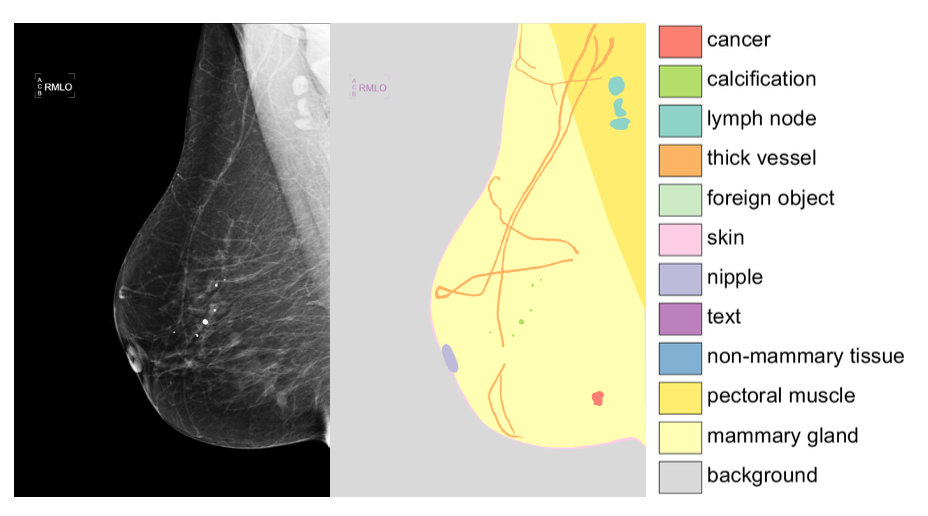 A
C
B
RMLO
A
C
B
RMLO
cancer
calcification
lymph node
thick vessel
foreign object
skin
nipple
text
non-mammary tissue
pectoral muscle
mammary gland
background